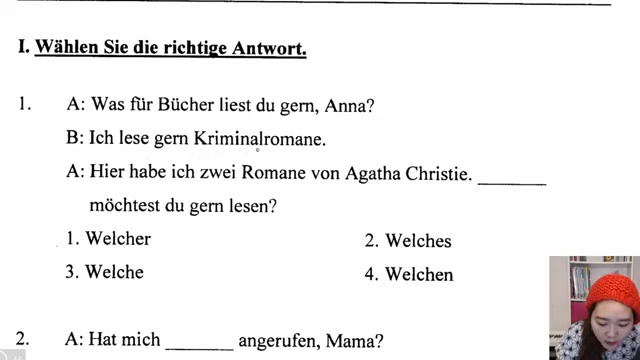 I. Wählen Sie die richtige Antwort.
1. A: Was für Bücher liest du gern, Anna?
B: Ich lese gern Kriminalromane.
A: Hier habe ich zwei Romane von Agatha Christie. ________
möchtest du gern lesen?
1. Welcher 2. Welches
3. Welche 4. Welchen
2. A: Hat mich ________ angerufen, Mama?